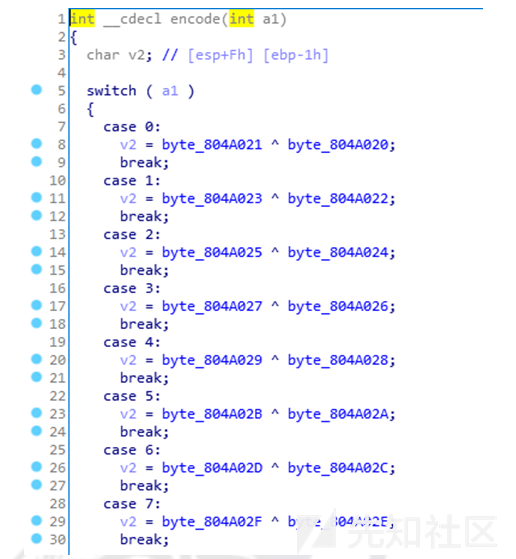 1 int __cdecl encode(int a1)
2 {
3 char v2; // [esp+Fh] [ebp-1h]
4
5 switch ( a1 )
6 {
7 case 0:
8 v2 = byte_804A021 ^ byte_804A020;
9 break;
10 case 1:
11 v2 = byte_804A023 ^ byte_804A022;
12 break;
13 case 2:
14 v2 = byte_804A025 ^ byte_804A024;
15 break;
16 case 3:
17 v2 = byte_804A027 ^ byte_804A026;
18 break;
19 case 4:
20 v2 = byte_804A029 ^ byte_804A028;
21 break;
22 case 5:
23 v2 = byte_804A02B ^ byte_804A02A;
24 break;
25 case 6:
26 v2 = byte_804A02D ^ byte_804A02C;
27 break;
28 case 7:
29 v2 = byte_804A02F ^ byte_804A02E;
30 break;
先知社区